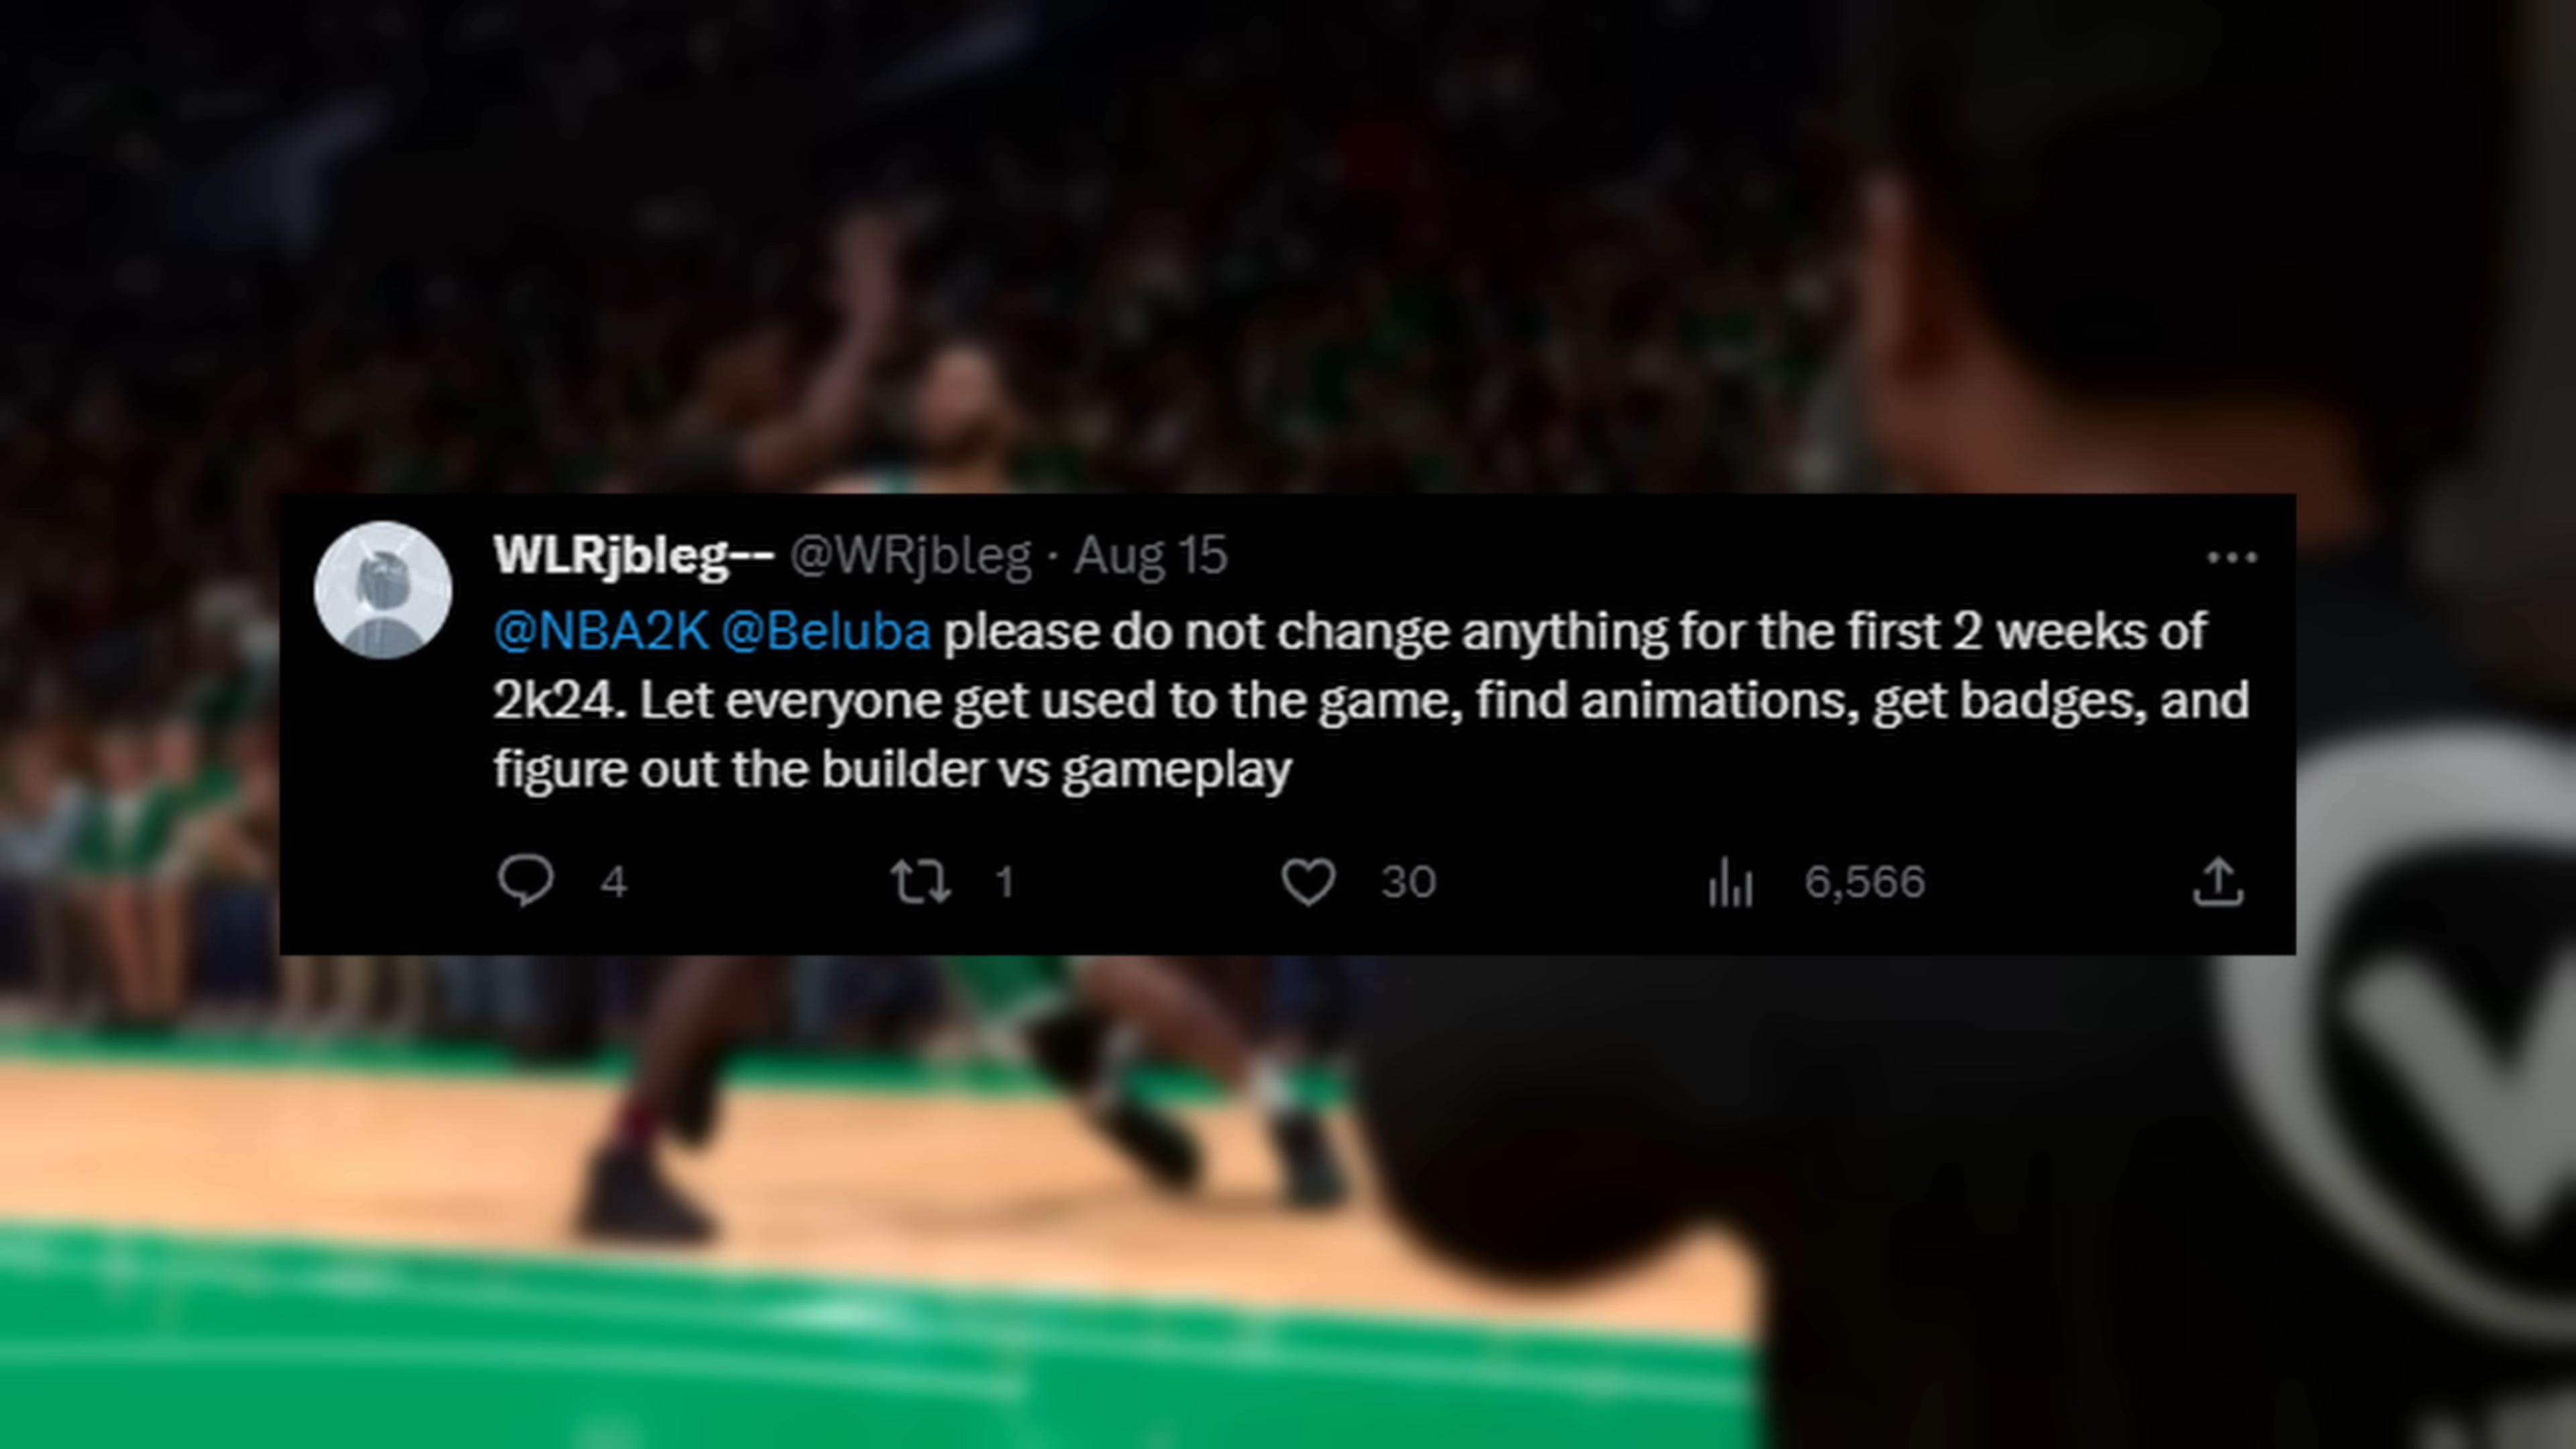 WLRjbleg-- @WRjbleg · Aug 15
@NBA2K @Beluba please do not change anything for the first 2 weeks of
2k24. Let everyone get used to the game, find animations, get badges, and
figure out the builder vs gameplay
4 1 30 6,566